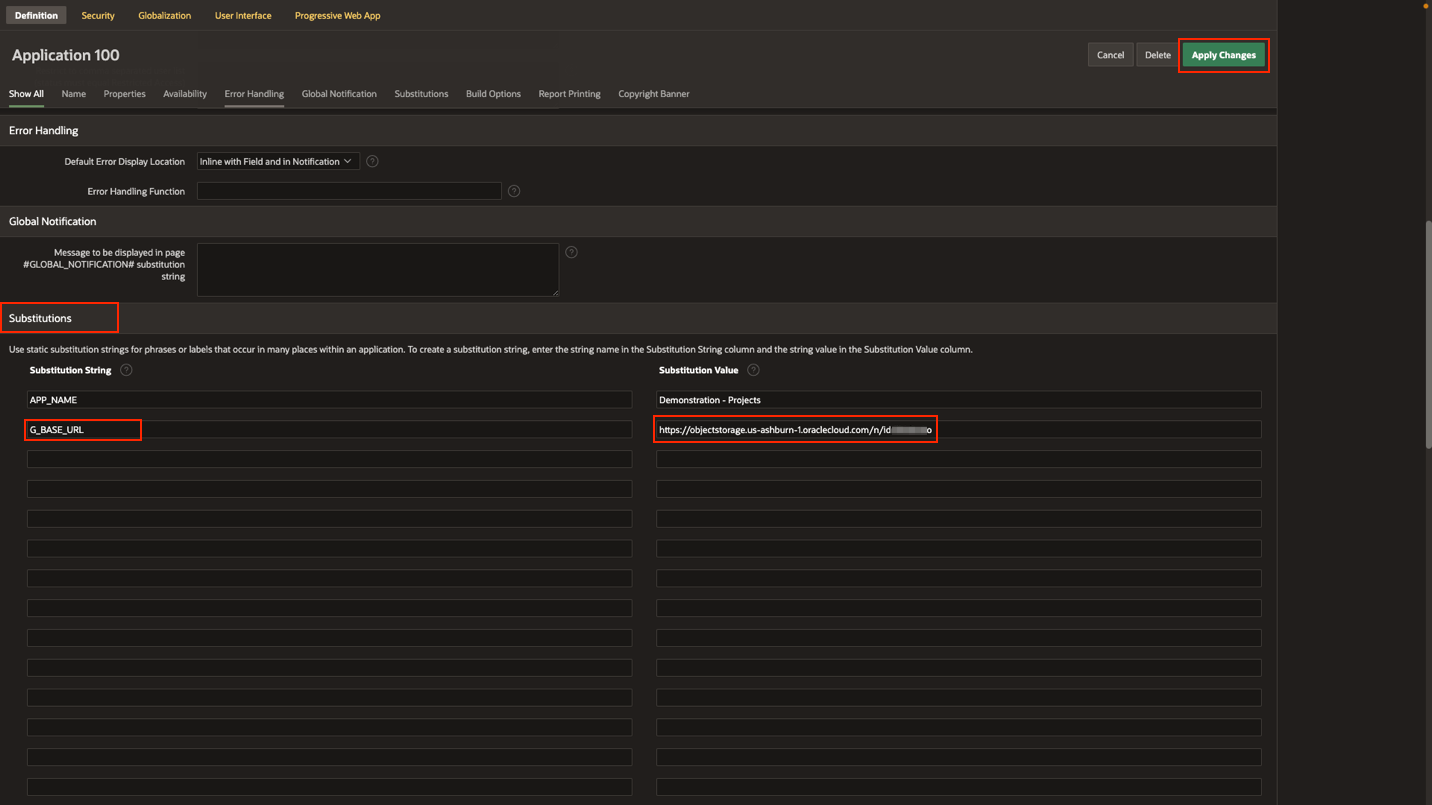 Definition Security Globalization User Interface Progressive Web App
Application 100
Cancel Delete Apply Changes
Show All Name Properties Availability Error Handling Global Notification Substitutions Build Options Report Printing Copyright Banner
Error Handling
Default Error Display Location Inline with Field and in Notification ?
Error Handling Function ?
Global Notification
Message to be displayed in page
#GLOBAL_NOTIFICATION# substitution
string
?
Substitutions
Use static substitution strings for phrases or labels that occur in many places within an application. To create a substitution string, enter the string name in the Substitution String column and the string value in the Substitution Value column.
Substitution String ? Substitution Value ?
APP_NAME Demonstration - Projects
G_BASE_URL https://objectstorage.us-ashburn-1.oraclecloud.com/n/id o